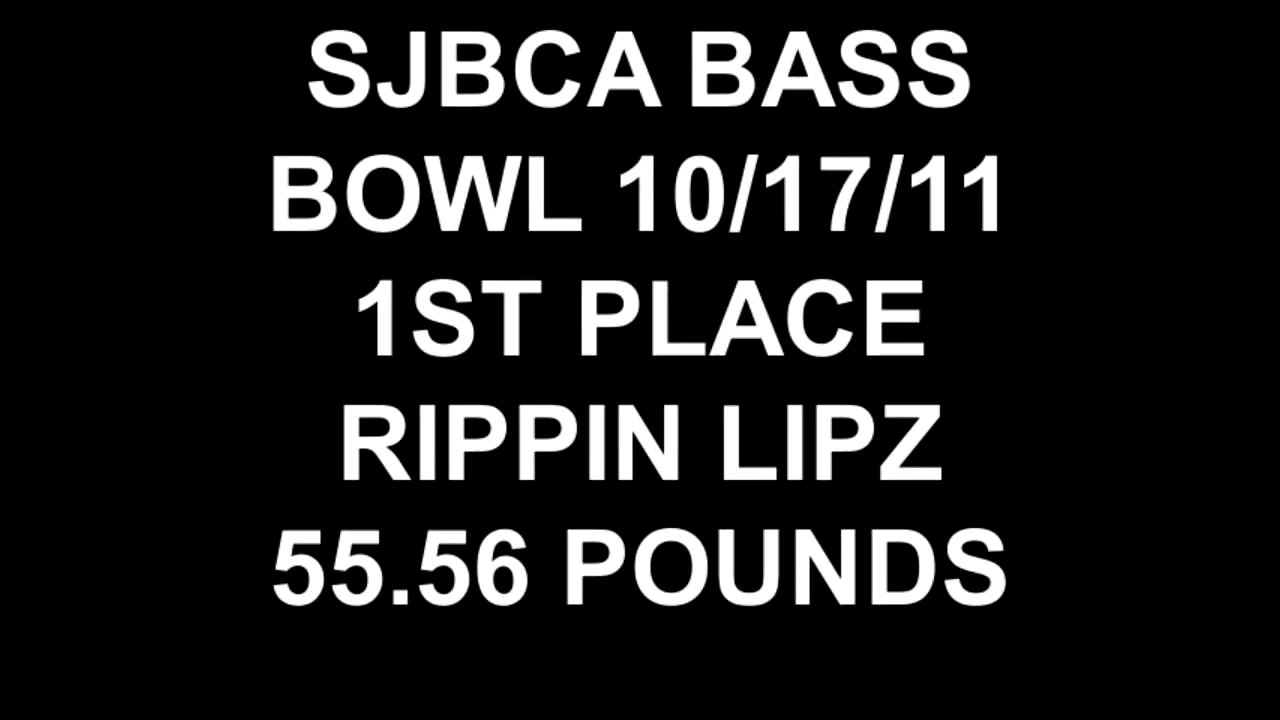 SJBCA BASS
BOWL 10/17/11
1ST PLACE
RIPPIN LIPZ
55.56 POUNDS